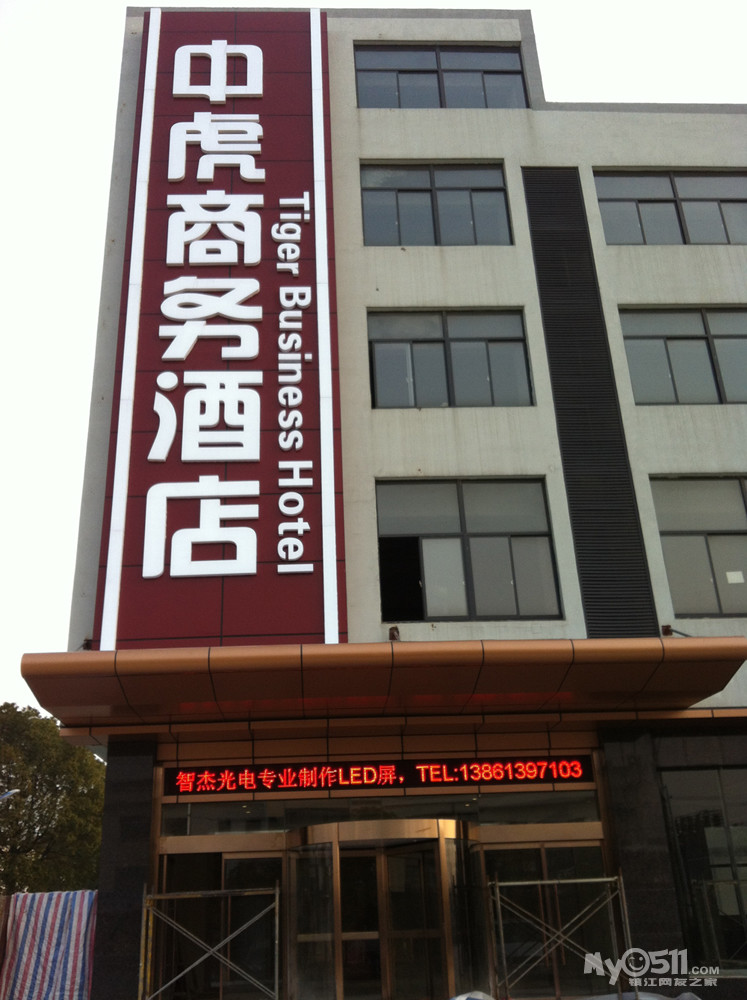 中虎商务酒店
Tiger Business Hotel
智杰光电专业制作LED屏，TEL:13861397103
My0511.com
镇江网友之家